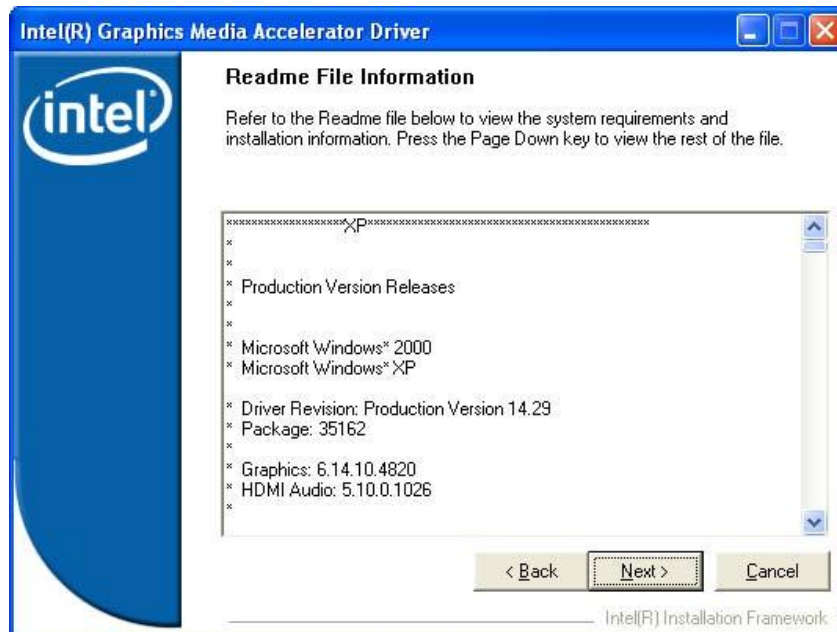 Intel(R) Graphics Media Accelerator Driver
intel
Readme File Information
Refer to the Readme file below to view the system requirements and
installation information. Press the Page Down key to view the rest of the file.
*******************XP*********************************************
*
*
* Production Version Releases
*
*
* Microsoft Windows* 2000
* Microsoft Windows* XP
* Driver Revision: Production Version 14.29
* Package: 35162
*
* Graphics: 6.14.10.4820
* HDMI Audio: 5.10.0.1026
*
< Back
Next >
Cancel
Intel(R) Installation Framework